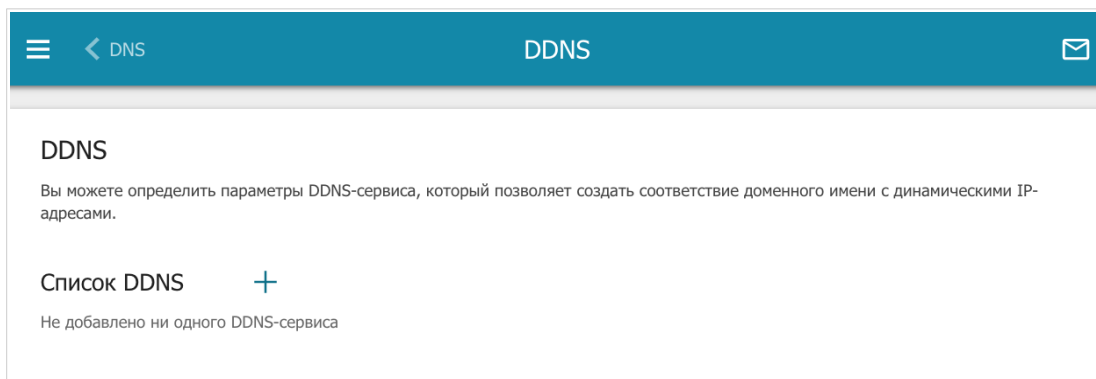 DNS
DDNS
DDNS
Вы можете определить параметры DDNS-сервиса, который позволяет создать соответствие доменного имени с динамическими IP-
адресами.
Список DDNS
Не добавлено ни одного DDNS-сервиса